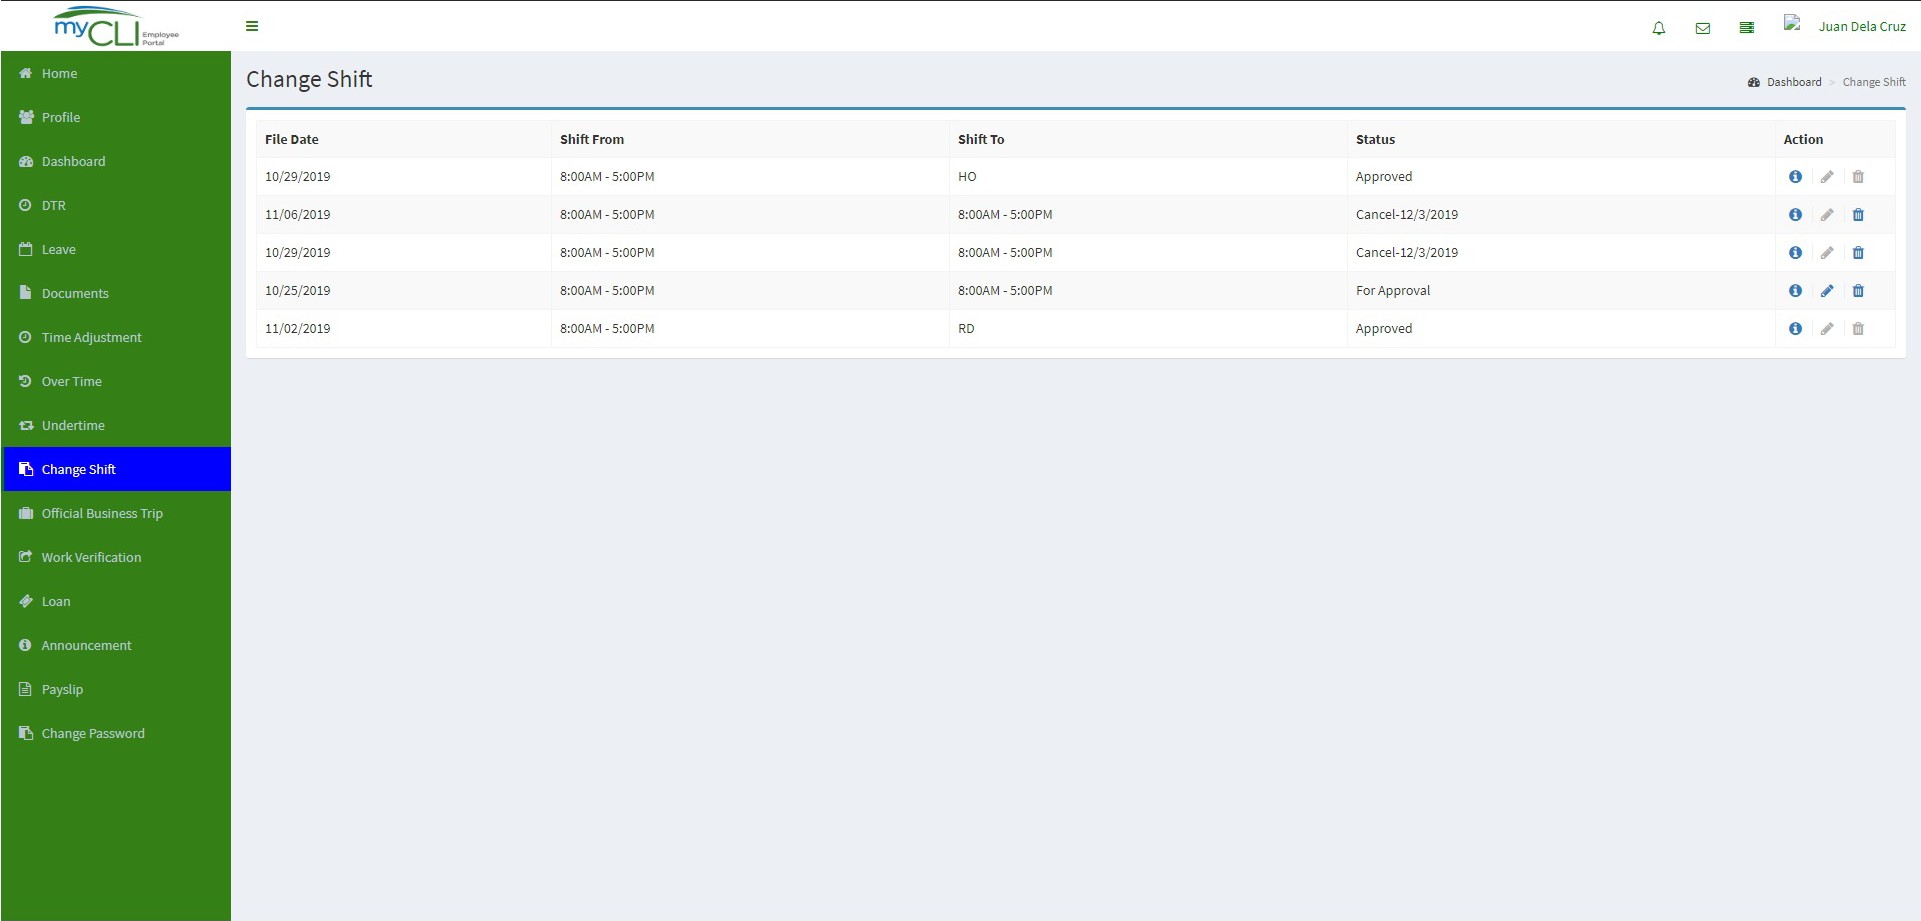 myCLI Employee Portal
Juan Dela Cruz
Home
Profile
Dashboard
DTR
Leave
Documents
Time Adjustment
Over Time
Undertime
Change Shift
Official Business Trip
Work Verification
Loan
Announcement
Payslip
Change Password
Change Shift
Dashboard > Change Shift
File Date Shift From Shift To Status Action
10/29/2019 8:00AM - 5:00PM HO Approved
11/06/2019 8:00AM - 5:00PM 8:00AM - 5:00PM Cancel-12/3/2019
10/29/2019 8:00AM - 5:00PM 8:00AM - 5:00PM Cancel-12/3/2019
10/25/2019 8:00AM - 5:00PM 8:00AM - 5:00PM For Approval
11/02/2019 8:00AM - 5:00PM RD Approved